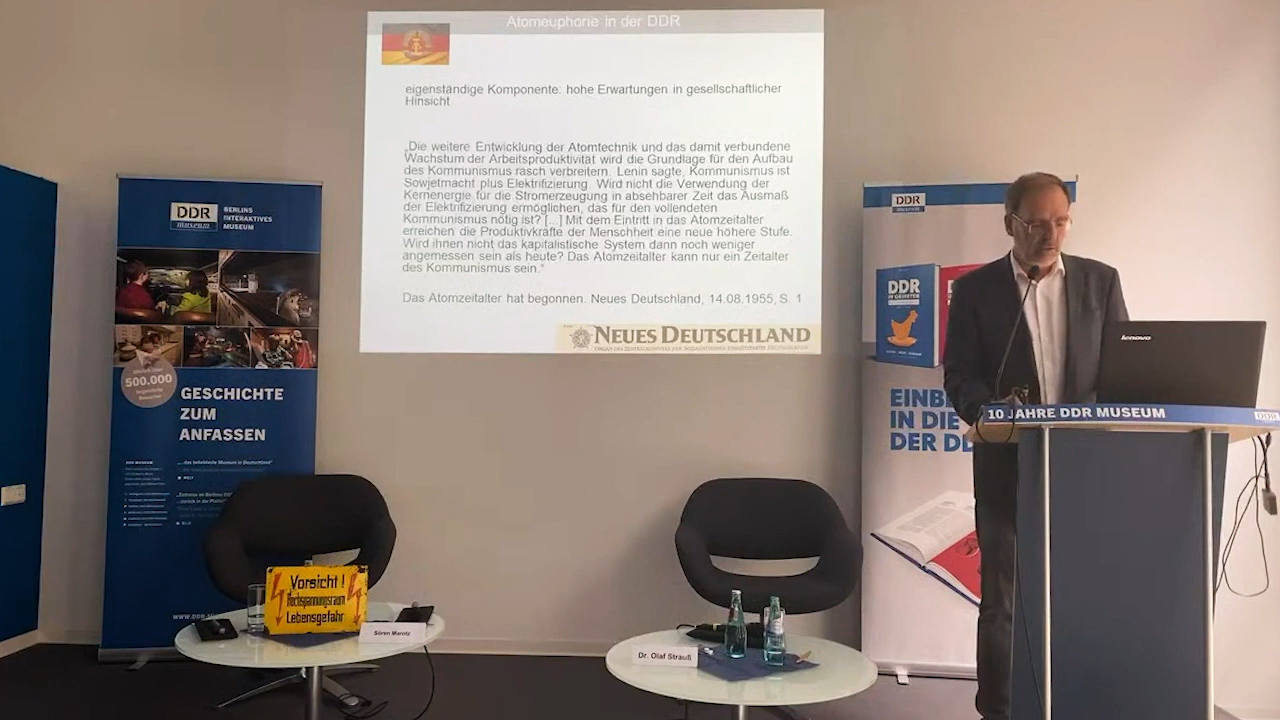 Atomeuphorie in der DDR
eigenständige Komponente: hohe Erwartungen in gesellschaftlicher
Hinsicht
„Die weitere Entwicklung der Atomtechnik und das damit verbundene
Wachstum der Arbeitsproduktivität wird die Grundlage für den Aufbau
des Kommunismus rasch verbreitern. Lenin sagte, Kommunismus ist
Sowjetmacht plus Elektrifizierung. Wird nicht die Verwendung der
Kernenergie für die Stromerzeugung in absehbarer Zeit das Ausmaß
der Elektrifizierung ermöglichen, das für den vollendeten
Kommunismus nötig ist? [...] Mit dem Eintritt in das Atomzeitalter
erreichen die Produktivkräfte der Menschheit eine neue höhere Stufe.
Wird ihnen nicht das kapitalistische System dann noch weniger
angemessen sein als heute? Das Atomzeitalter kann nur ein Zeitalter
des Kommunismus sein.“
Das Atomzeitalter hat begonnen. Neues Deutschland, 14.08.1955, S. 1
NEUES DEUTSCHLAND
DDR
museum
BERLINS
INTERAKTIVES
MUSEUM
500.000
GESCHICHTE
ZUM
ANFASSEN
DDR MUSEUM
WELT
WWW.DDR
Vorsicht!
Hochspannungsraum
Lebensgefahr
Sören Marotz
Dr. Olaf Strauß
DDR
DDR
EINB
IN DIE
DER DD
lenovo
10 JAHRE DDR MUSEUM
DDR